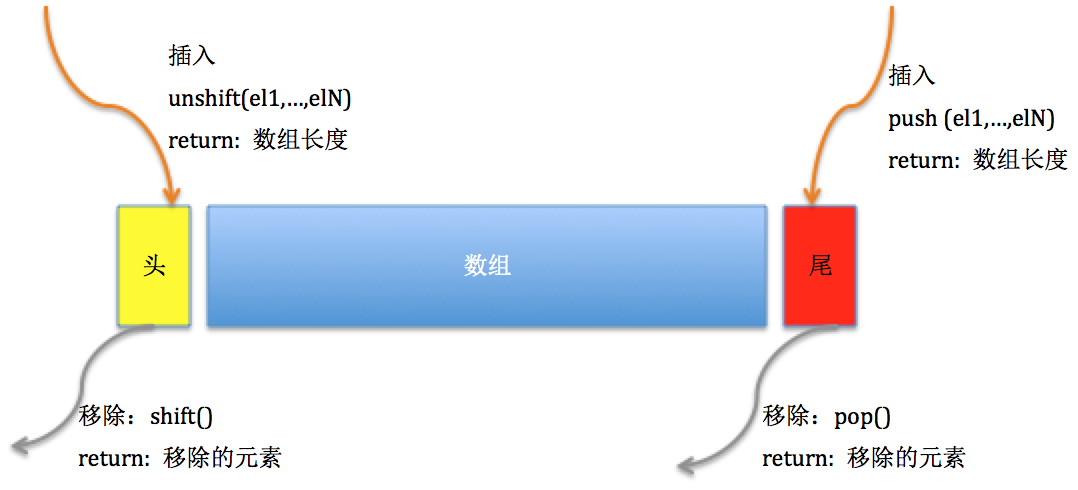 插入
unshift(el1,…,elN)
return: 数组长度
插入
push (el1,…,elN)
return: 数组长度
头
数组
尾
移除：shift()
return: 移除的元素
移除：pop()
return: 移除的元素